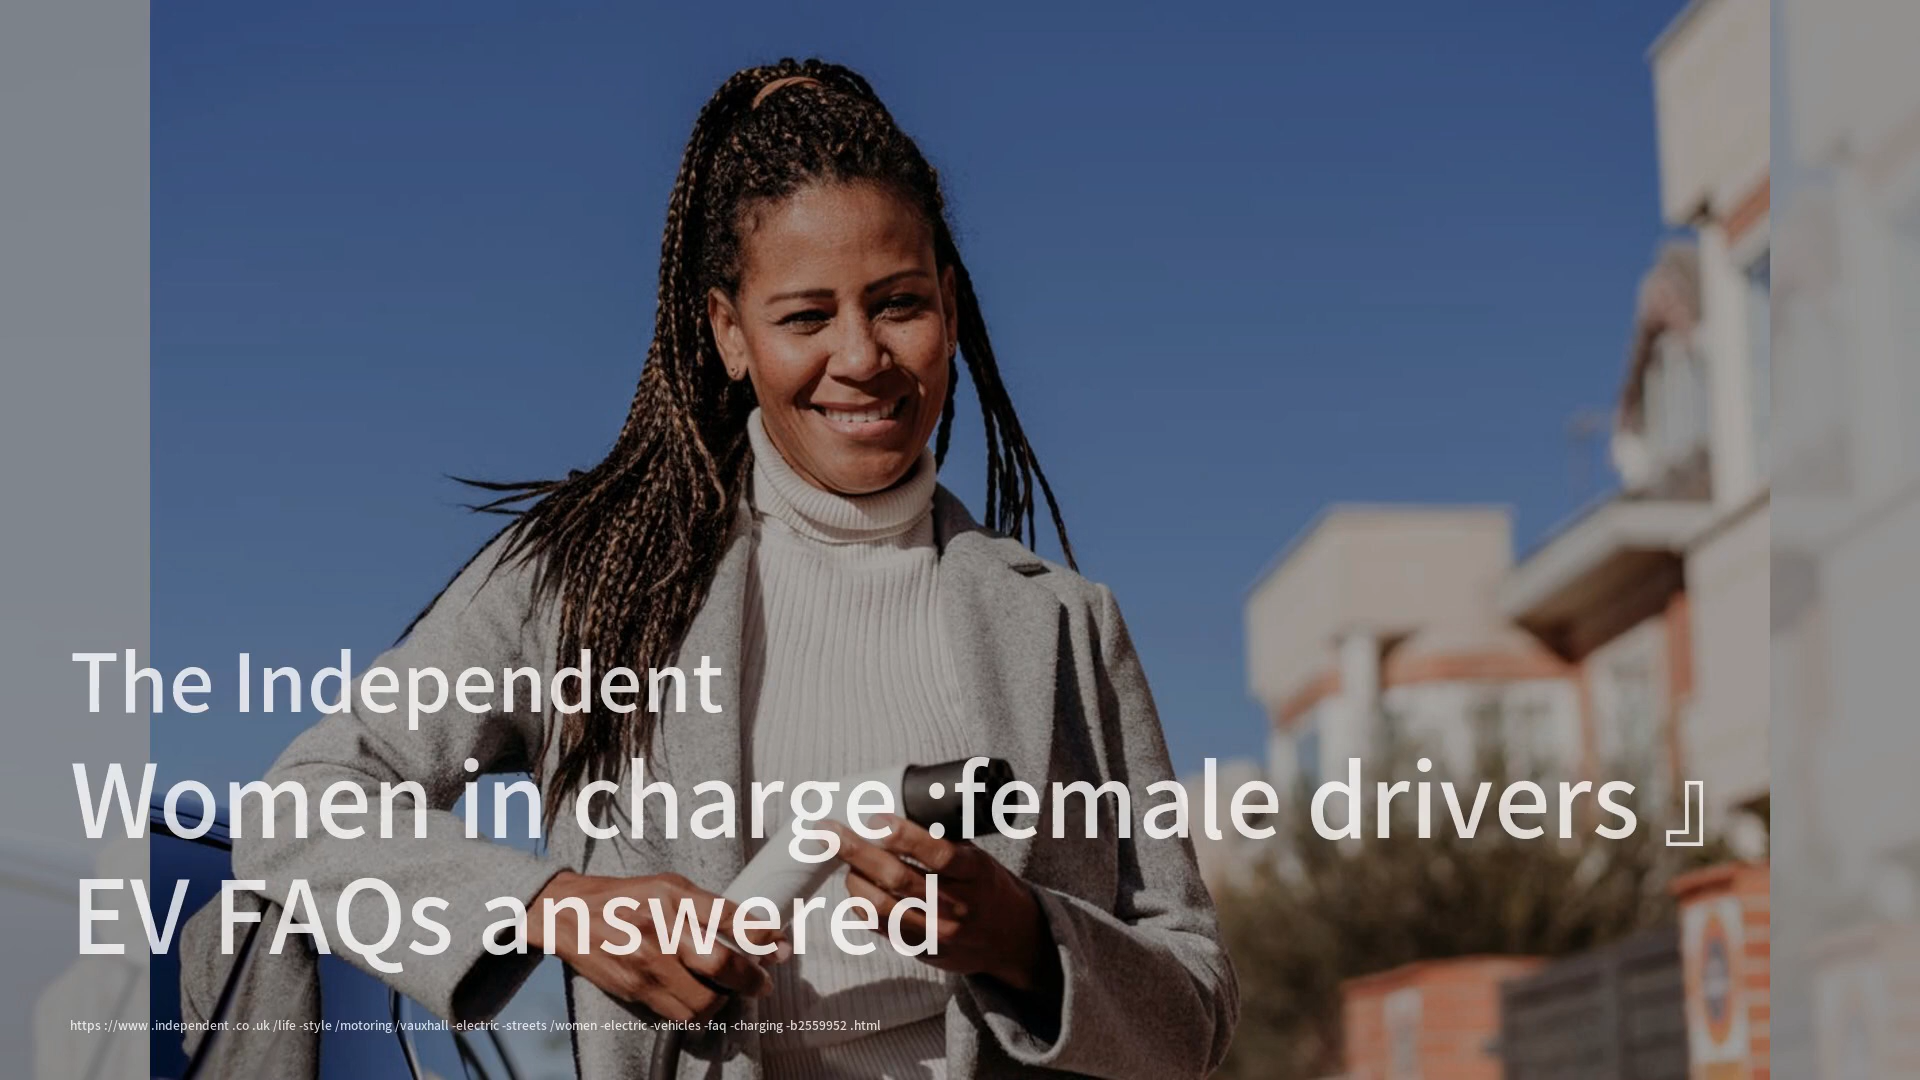 The Independent
Women in charge :female drivers 』
EV FAQs answered
https ://www .independent .co .uk /life -style /motoring /vauxhall -electric -streets /women -electric -vehicles -faq -charging -b2559952 .html